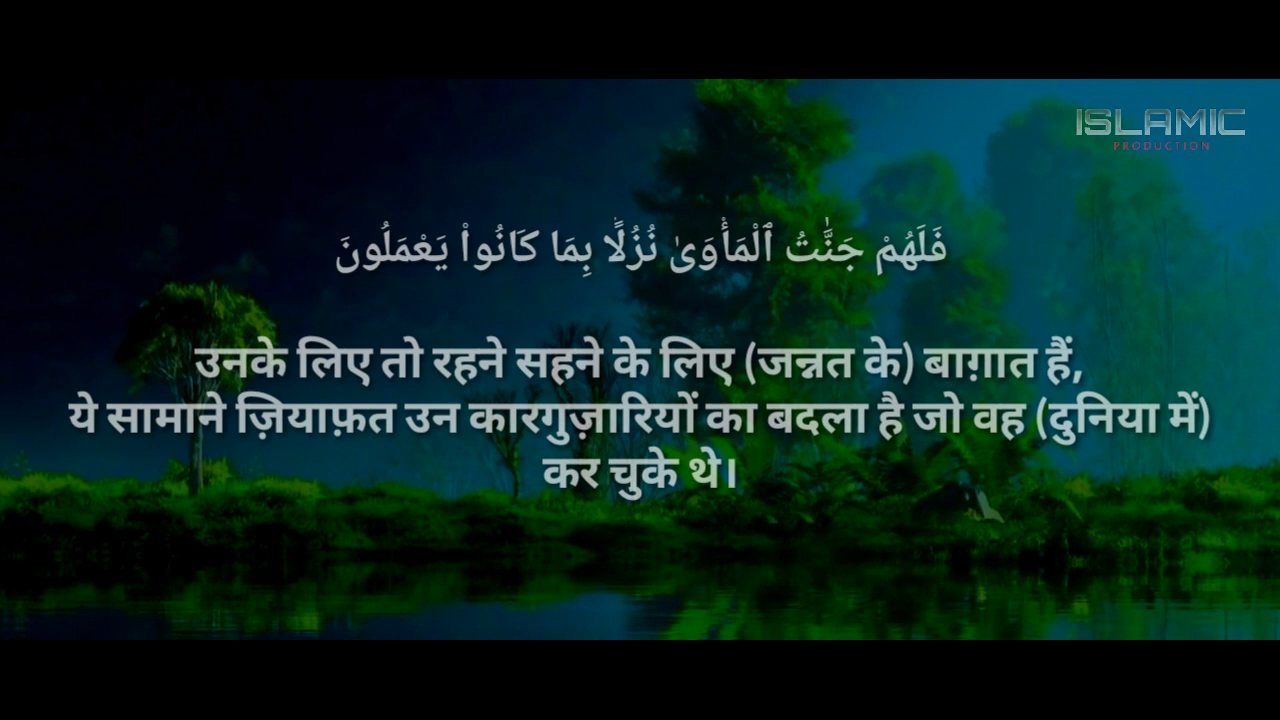 ISLAMIC
PRODUCTION
فَلَهُمْ جَنَّـٰتُ ٱلْمَأْوَىٰ نُزُلًۢا بِمَا كَانُوا۟ يَعْمَلُونَ
उनके लिए तो रहने सहने के लिए (जन्नत के) बाग़ात हैं,
ये सामाने ज़ियाफ़त उन कारगुज़ारियों का बदला है जो वह (दुनिया में)
कर चुके थे।